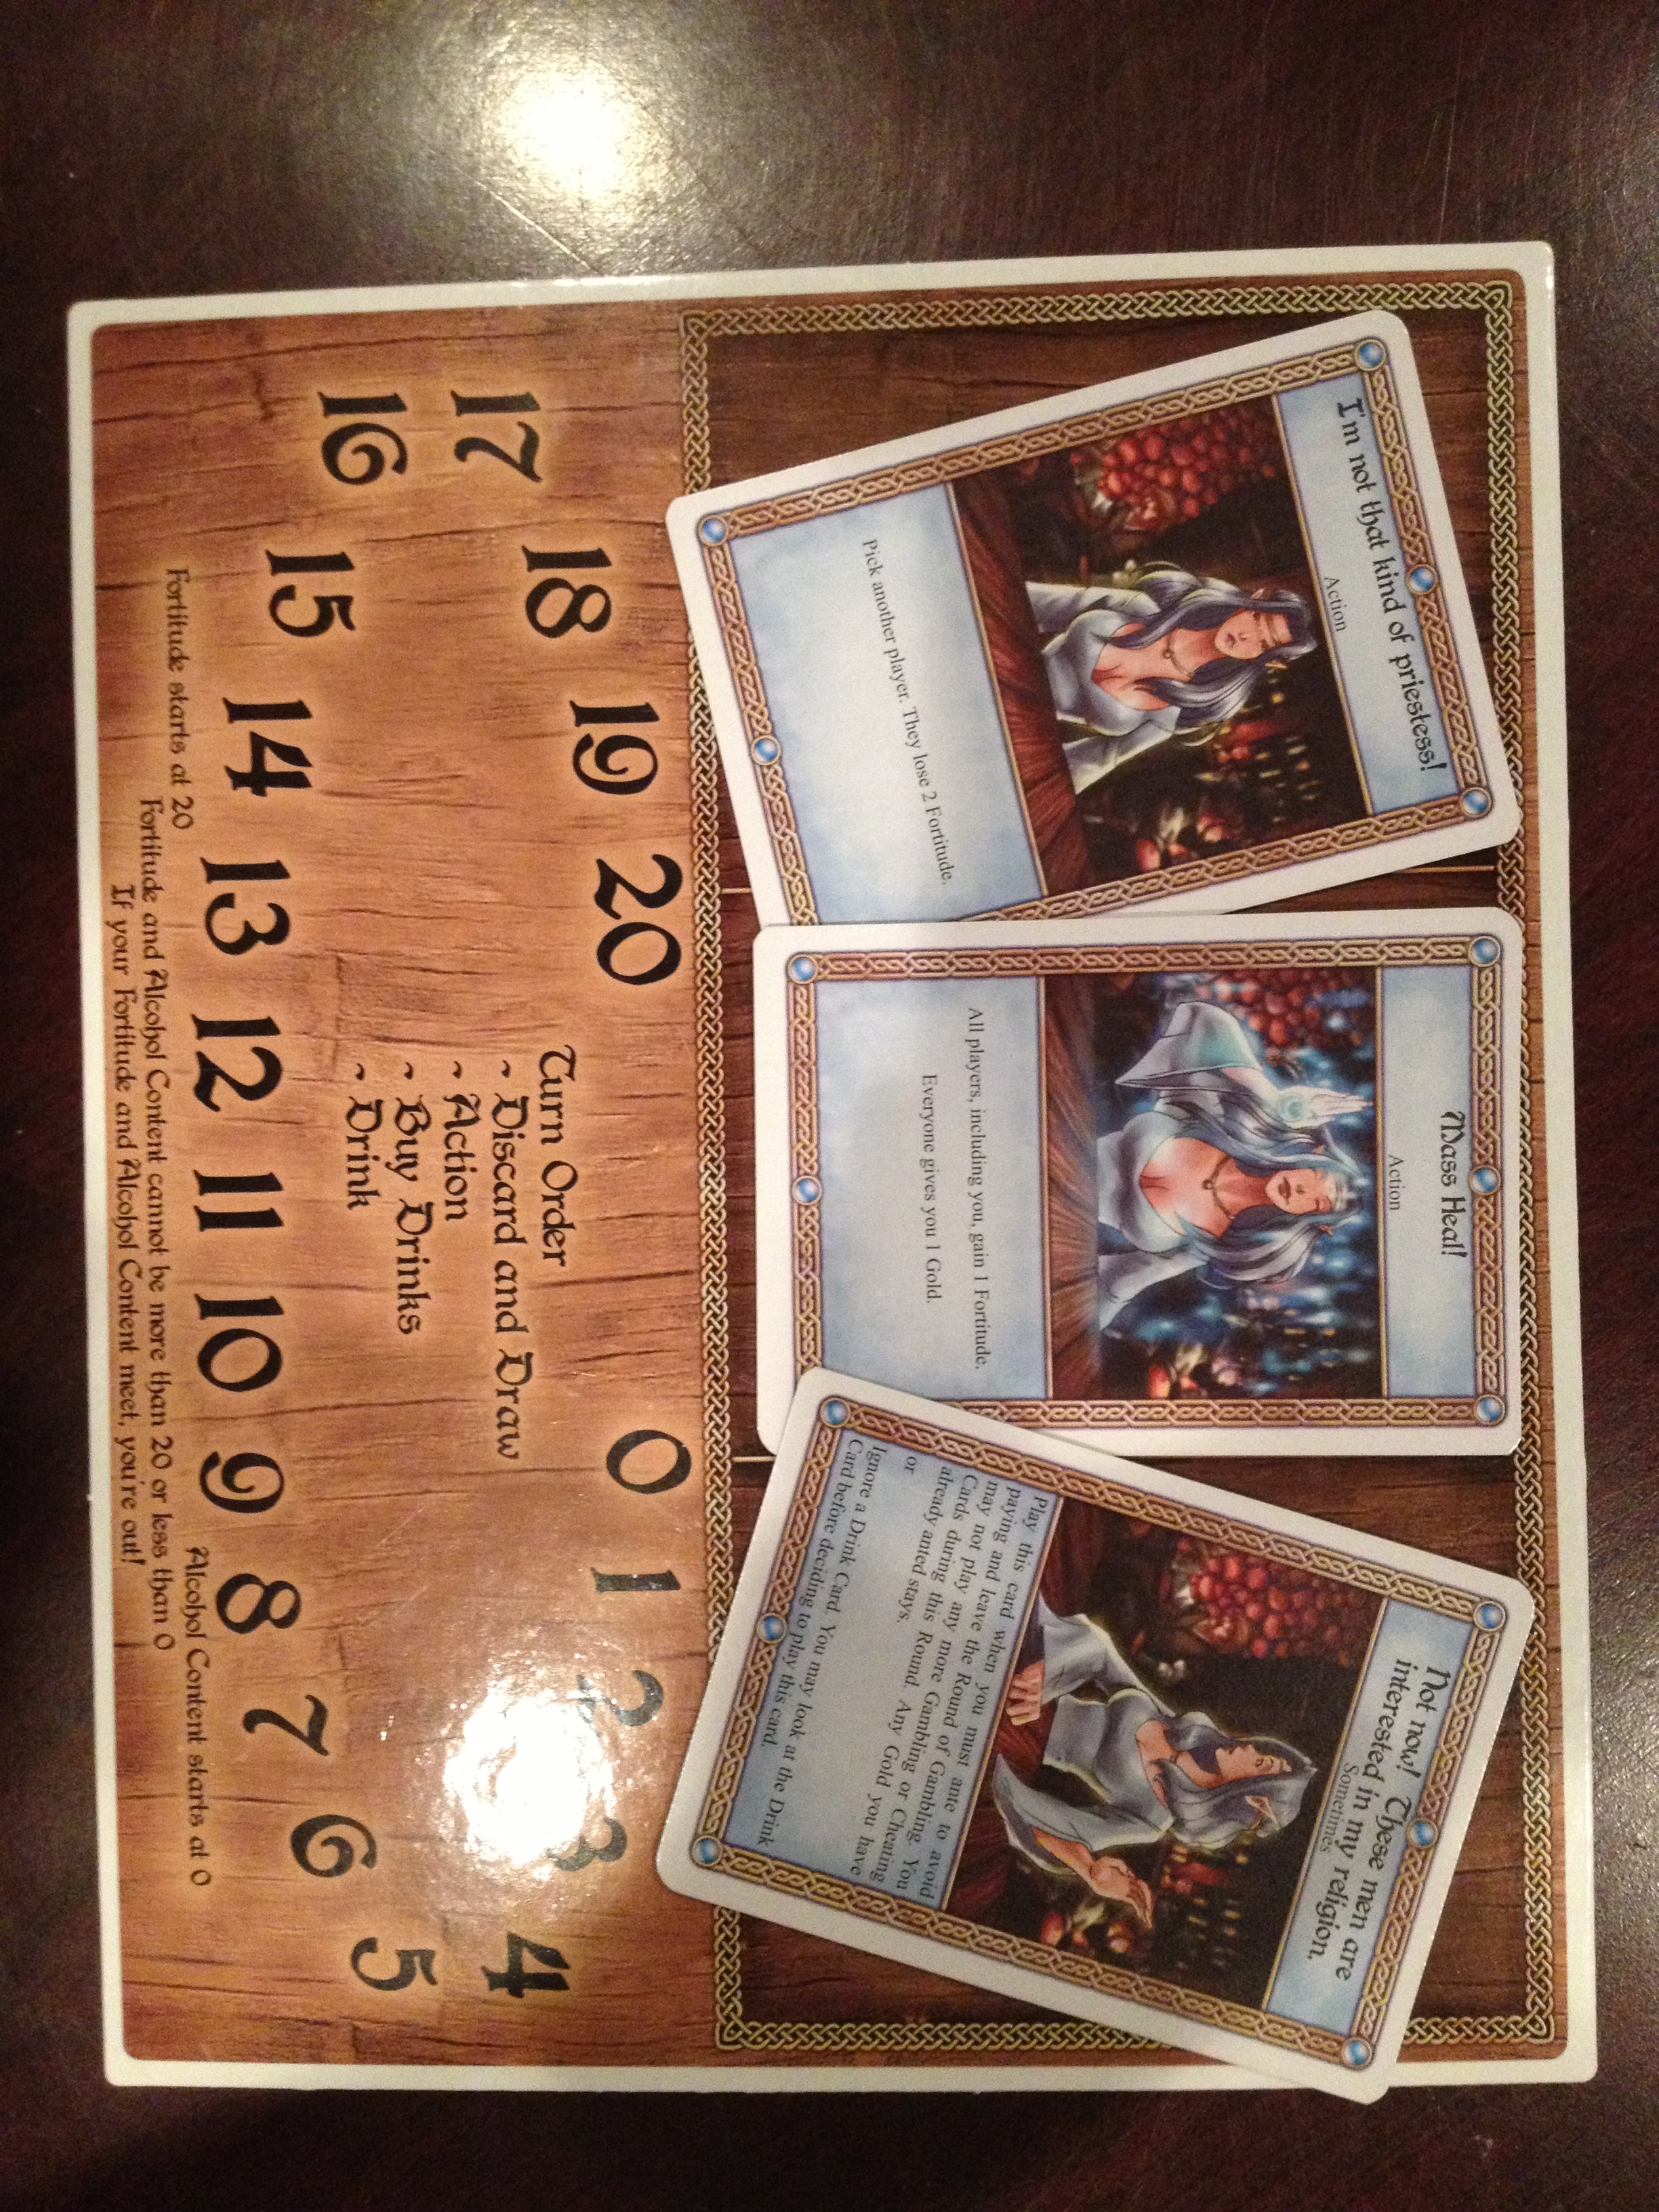 I'm not that kind of priestess!
Action
Pick another player. They lose 2 Fortitude.
Mass Heal!
Action
All players, including you, gain 1 Fortitude.
Everyone gives you 1 Gold.
Not now! These men are
interested in my religion.
Sometimes
Play this card when you must ante to avoid
paying and leave the Round of Gambling. You
may not play any more Gambling or Cheating
Cards during this Round. Any Gold you have
already anted stays.
or
Ignore a Drink Card. You may look at the Drink
Card before deciding to play this card.
17 18 19 20
0 1 2 3 4
Turn Order
~ Discard and Draw
~ Action
~ Buy Drinks
~ Drink
16 15 14 13 12 11 10 9 8 7 6 5
Fortitude starts at 20
Alcohol Content starts at 0
Fortitude and Alcohol Content cannot be more than 20 or less than 0
If your Fortitude and Alcohol Content meet, you're out!